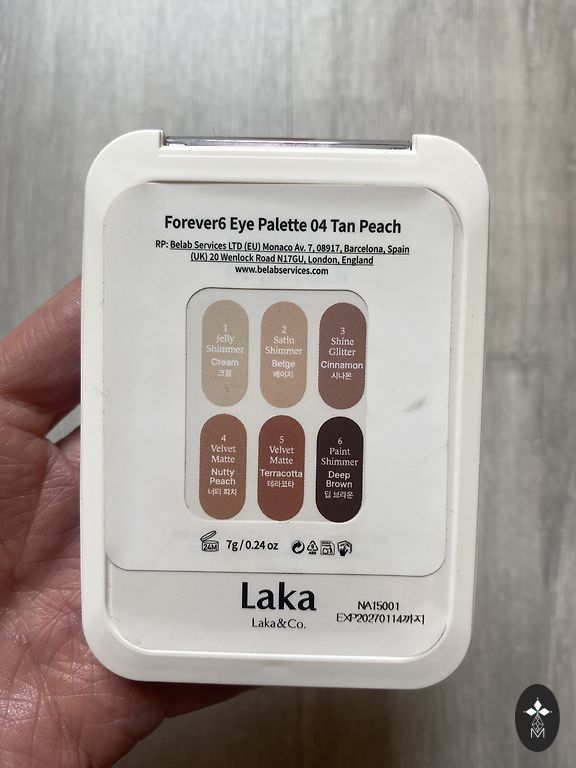 Forever6 Eye Palette 04 Tan Peach
RP: Belab Services LTD (EU) Monaco Av. 7, 08917, Barcelona, Spain
(UK) 20 Wenlock Road N17GU, London, England
www.belabservices.com
1
Jelly
Shimmer
Cream
크림
2
Satin
Shimmer
Beige
베이지
3
Shine
Glitter
Cinnamon
시나몬
4
Velvet
Matte
Nutty
Peach
너티 피치
5
Velvet
Matte
Terracotta
테라코타
6
Paint
Shimmer
Deep
Brown
딥 브라운
24M
7g / 0.24 oz
Laka
Laka&Co.
NA15001
EXP20270114까지